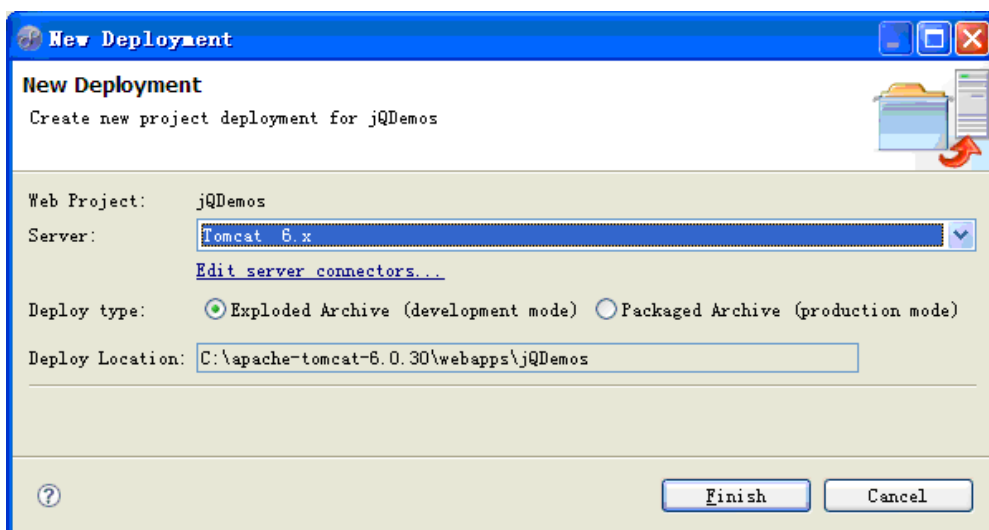 New Deployment
New Deployment
Create new project deployment for jQDemos
Web Project: jQDemos
Server: Tomcat 6.x
Edit server connectors...
Deploy type: Exploded Archive (development mode) Packaged Archive (production mode)
Deploy Location: C:\apache-tomcat-6.0.30\webapps\jQDemos
? Finish Cancel